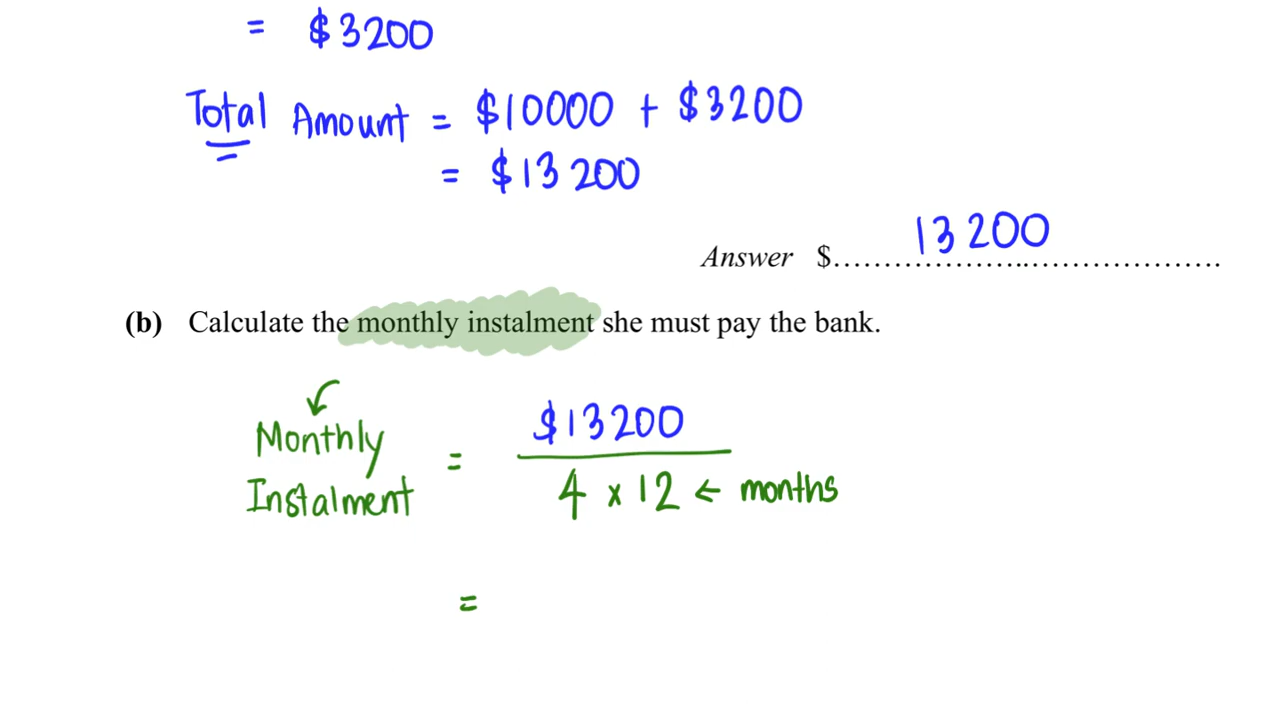 = $3200
Total Amount = $10000 + $3200
= $13 200
13 200
Answer $...............................................
(b) Calculate the monthly instalment she must pay the bank.
Monthly Instalment = $13200
4 × 12 ← months
=